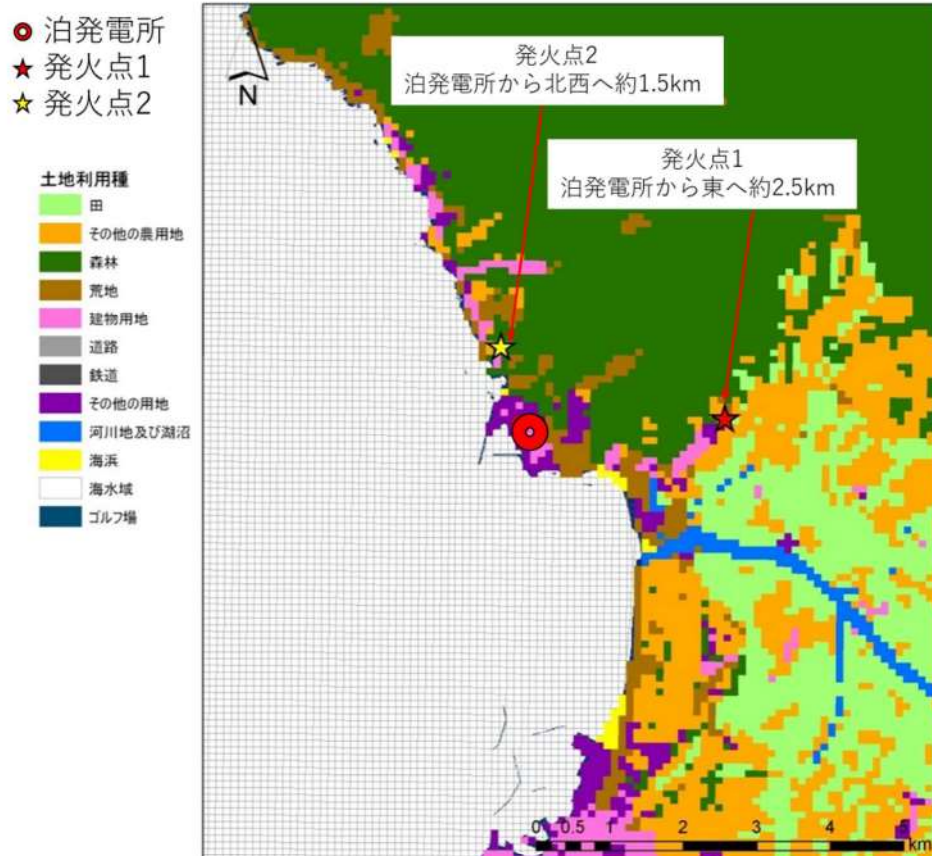 泊発電所
発火点1
発火点2
N
発火点2
泊発電所から北西へ約1.5km
発火点1
泊発電所から東へ約2.5km
土地利用種
田
その他の農用地
森林
荒地
建物用地
道路
鉄道
その他の用地
河川地及び湖沼
海浜
海水域
ゴルフ場
0 0.5 1 2 3 4 5
km